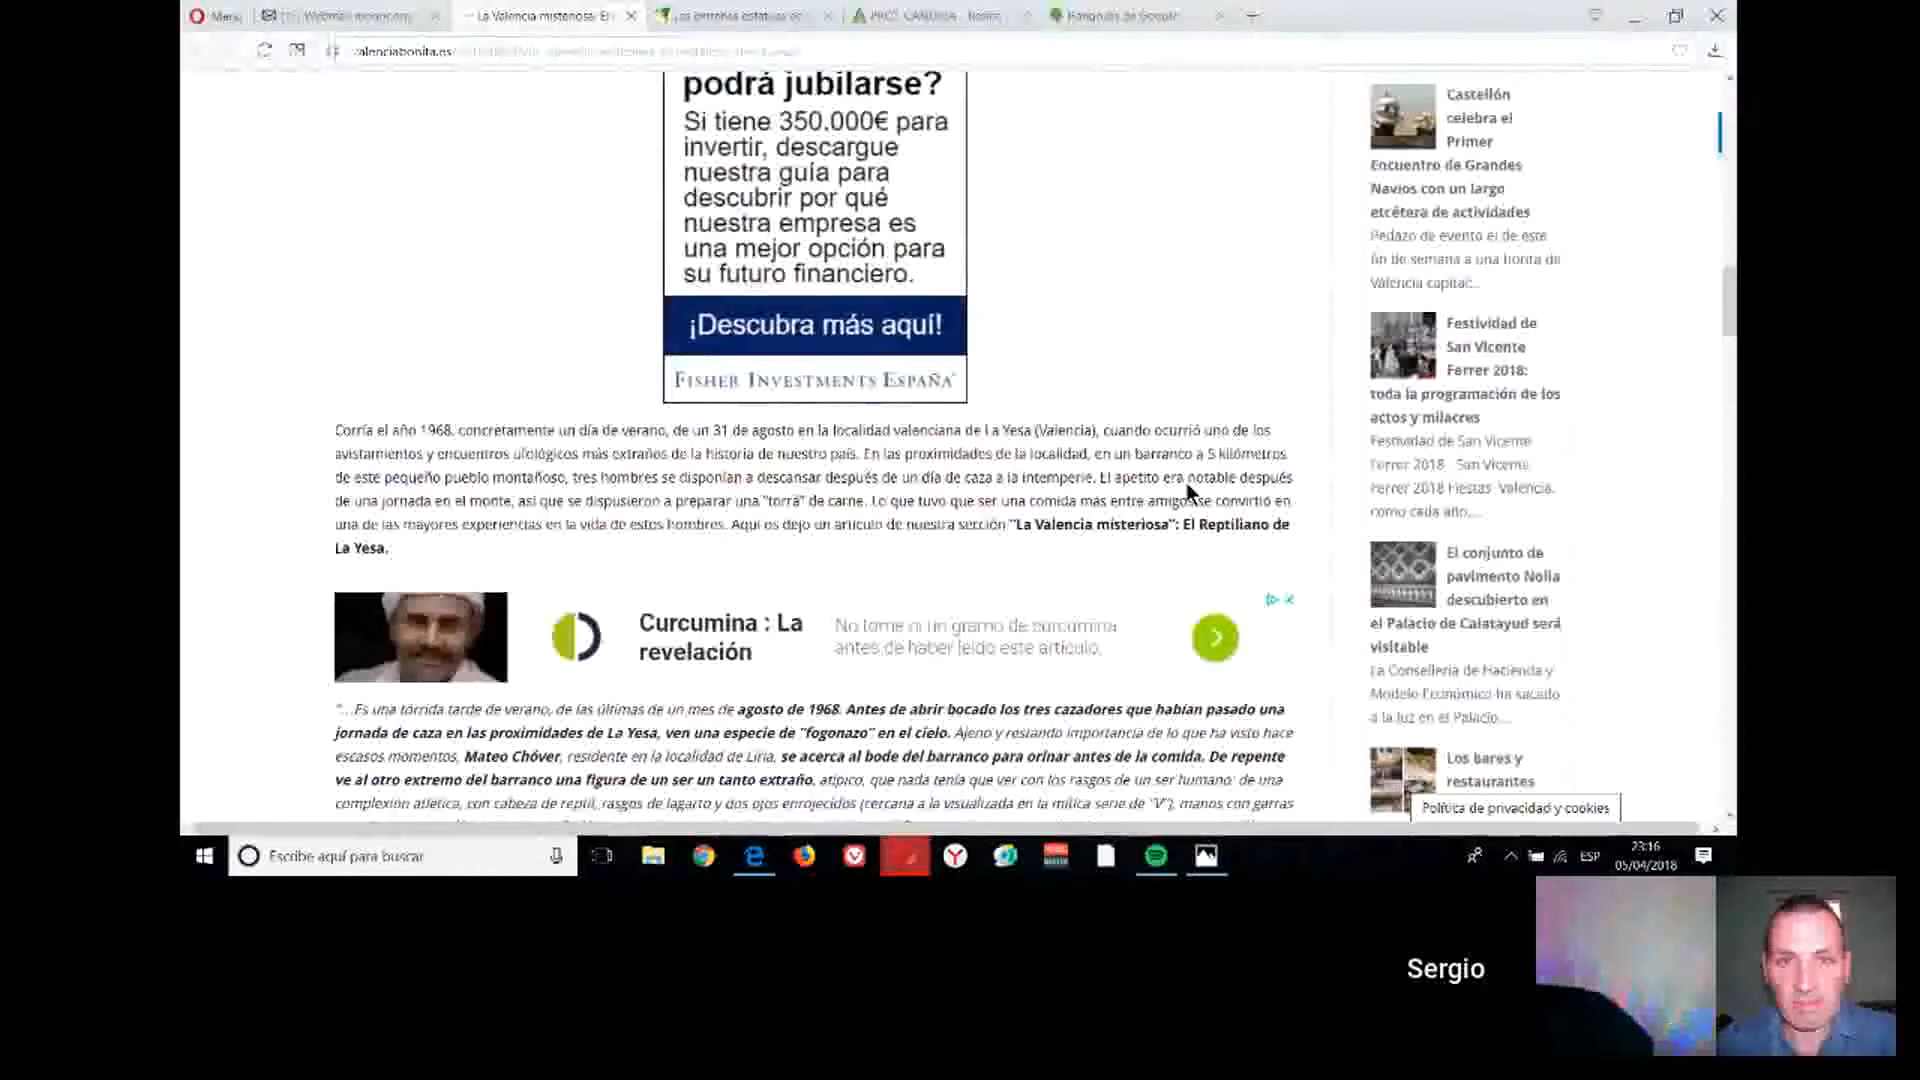 Menú
La Valencia misteriosa: El
valenciabonita.es
podrá jubilarse?
Si tiene 350.000€ para
invertir, descargue
nuestra guía para
descubrir por qué
nuestra empresa es
una mejor opción para
su futuro financiero.
¡Descubra más aquí!
FISHER INVESTMENTS ESPAÑA
Corría el año 1968, concretamente un día de verano, de un 31 de agosto en la localidad valenciana de La Yesa (Valencia), cuando ocurrió uno de los
avistamientos y encuentros ufológicos más extraños de la historia de nuestro país. En las proximidades de la localidad, en un barranco a 5 kilómetros
de este pequeño pueblo montañoso, tres hombres se disponían a descansar después de un día de caza a la intemperie. El apetito era notable después
de una jornada en el monte, así que se dispusieron a preparar una "torrà" de carne. Lo que tuvo que ser una comida mas entre amigos se convirtió en
una de las mayores experiencias en la vida de estos hombres. Aquí os dejo un artículo de nuestra sección "La Valencia misteriosa": El Reptiliano de
La Yesa.
Curcumina : La
revelación
No tome ni un gramo de curcumina
antes de haber leído este artículo.
"...Es una tórrida tarde de verano, de las últimas de un mes de agosto de 1968. Antes de abrir bocado los tres cazadores que habían pasado una
jornada de caza en las proximidades de La Yesa, ven una especie de "fogonazo" en el cielo. Ajeno y restando importancia de lo que ha visto hace
escasos momentos, Mateo Chóver, residente en la localidad de Liria, se acerca al bode del barranco para orinar antes de la comida. De repente
ve al otro extremo del barranco una figura de un ser un tanto extraño, atípico, que nada tenía que ver con los rasgos de un ser humano: de una
complexión atlética, con cabeza de reptil, rasgos de lagarto y dos ojos enrojecidos (cercana a la visualizada en la mítica serie de "V"), manos con garras
Castellón
celebra el
Primer
Encuentro de Grandes
Navíos con un largo
etcétera de actividades
Pedazo de evento el de este
fin de semana a una horita de
Valencia capital...
Festividad de
San Vicente
Ferrer 2018:
toda la programación de los
actos y milacres
Festividad de San Vicente
Ferrer 2018 San Vicente
Ferrer 2018 Fiestas Valencia.
como cada año,...
El conjunto de
pavimento Nolla
descubierto en
el Palacio de Calatayud será
visitable
La Conselleria de Hacienda y
Modelo Económico ha sacado
a la luz en el Palacio...
Los bares y
restaurantes
Política de privacidad y cookies
Escribe aquí para buscar
ESP
23:16
05/04/2018
Sergio